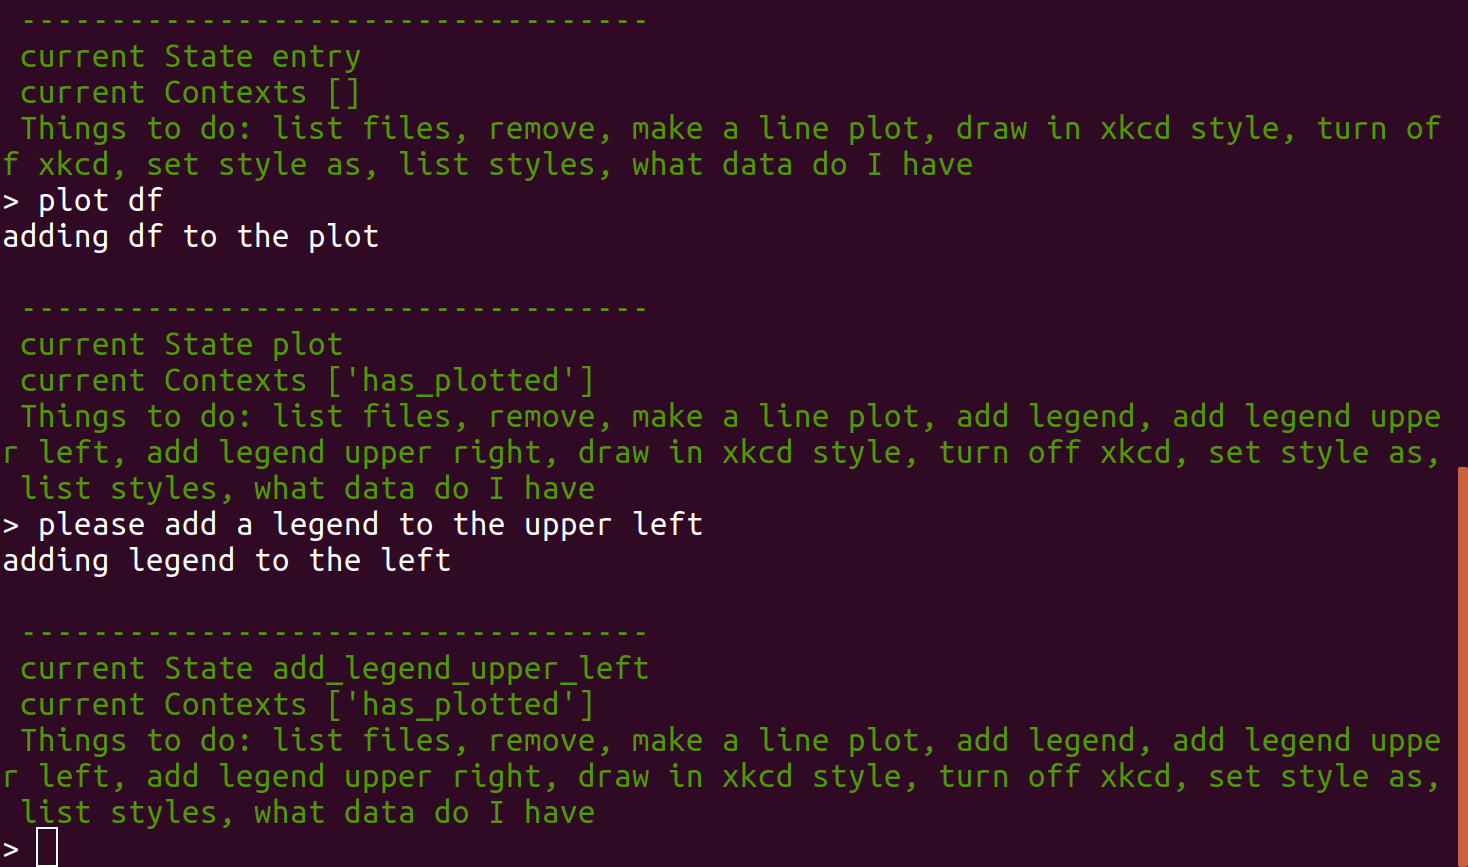 -----------------------------------
current State entry
current Contexts []
Things to do: list files, remove, make a line plot, draw in xkcd style, turn of
f xkcd, set style as, list styles, what data do I have
> plot df
adding df to the plot
-----------------------------------
current State plot
current Contexts ['has_plotted']
Things to do: list files, remove, make a line plot, add legend, add legend uppe
r left, add legend upper right, draw in xkcd style, turn off xkcd, set style as,
list styles, what data do I have
> please add a legend to the upper left
adding legend to the left
-----------------------------------
current State add_legend_upper_left
current Contexts ['has_plotted']
Things to do: list files, remove, make a line plot, add legend, add legend uppe
r left, add legend upper right, draw in xkcd style, turn off xkcd, set style as,
list styles, what data do I have
>